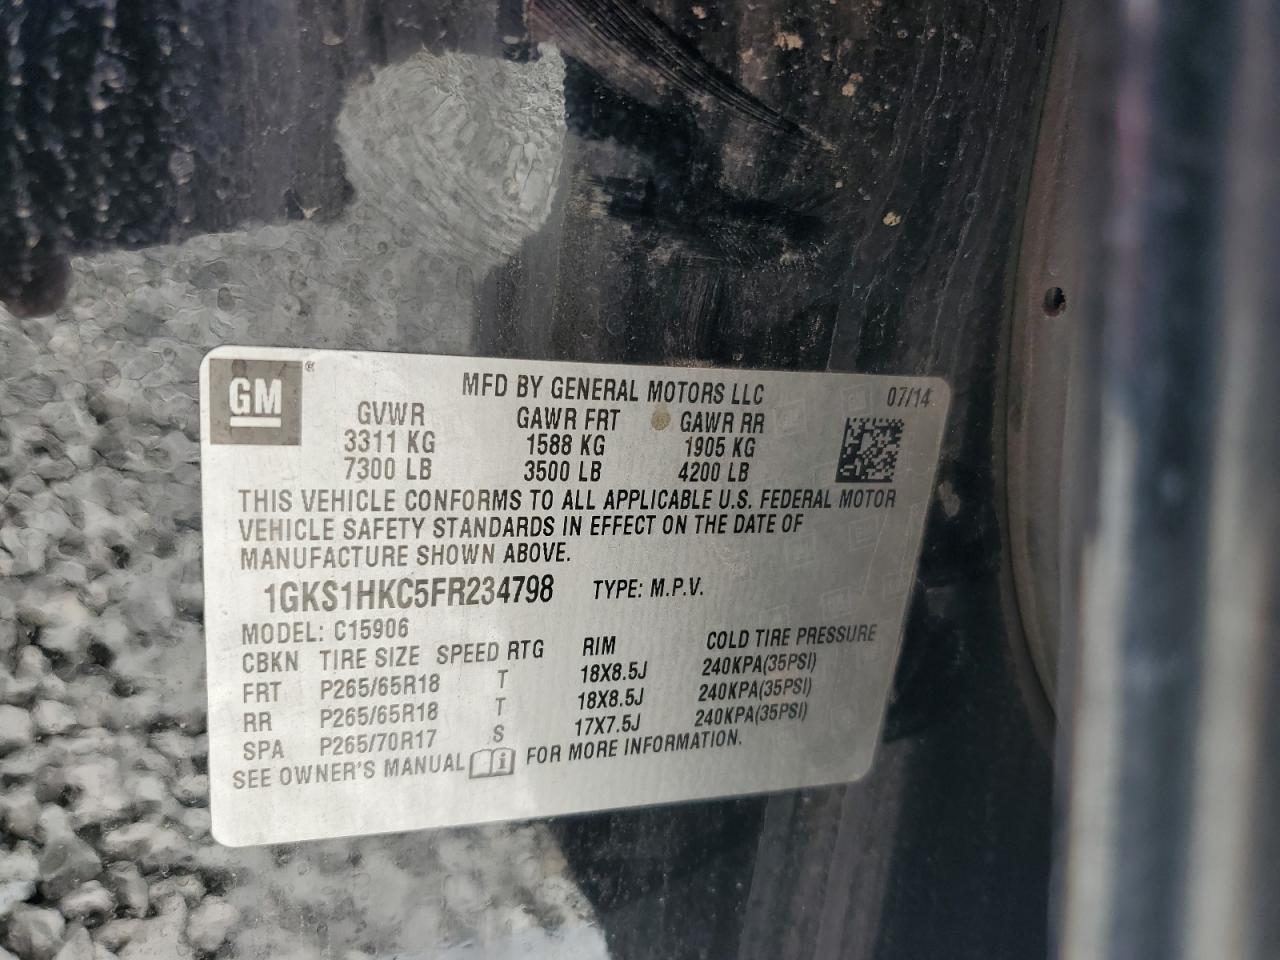 GM ®
MFD BY GENERAL MOTORS LLC 07/14
GVWR GAWR FRT GAWR RR
3311 KG 1588 KG 1905 KG
7300 LB 3500 LB 4200 LB
THIS VEHICLE CONFORMS TO ALL APPLICABLE U.S. FEDERAL MOTOR
VEHICLE SAFETY STANDARDS IN EFFECT ON THE DATE OF
MANUFACTURE SHOWN ABOVE.
1GKS1HKC5FR234798 TYPE: M.P.V.
MODEL: C15906
CBKN TIRE SIZE SPEED RTG RIM COLD TIRE PRESSURE
FRT P265/65R18 T 18X8.5J 240KPA(35PSI)
RR P265/65R18 T 18X8.5J 240KPA(35PSI)
SPA P265/70R17 S 17X7.5J 240KPA(35PSI)
SEE OWNER'S MANUAL FOR MORE INFORMATION.